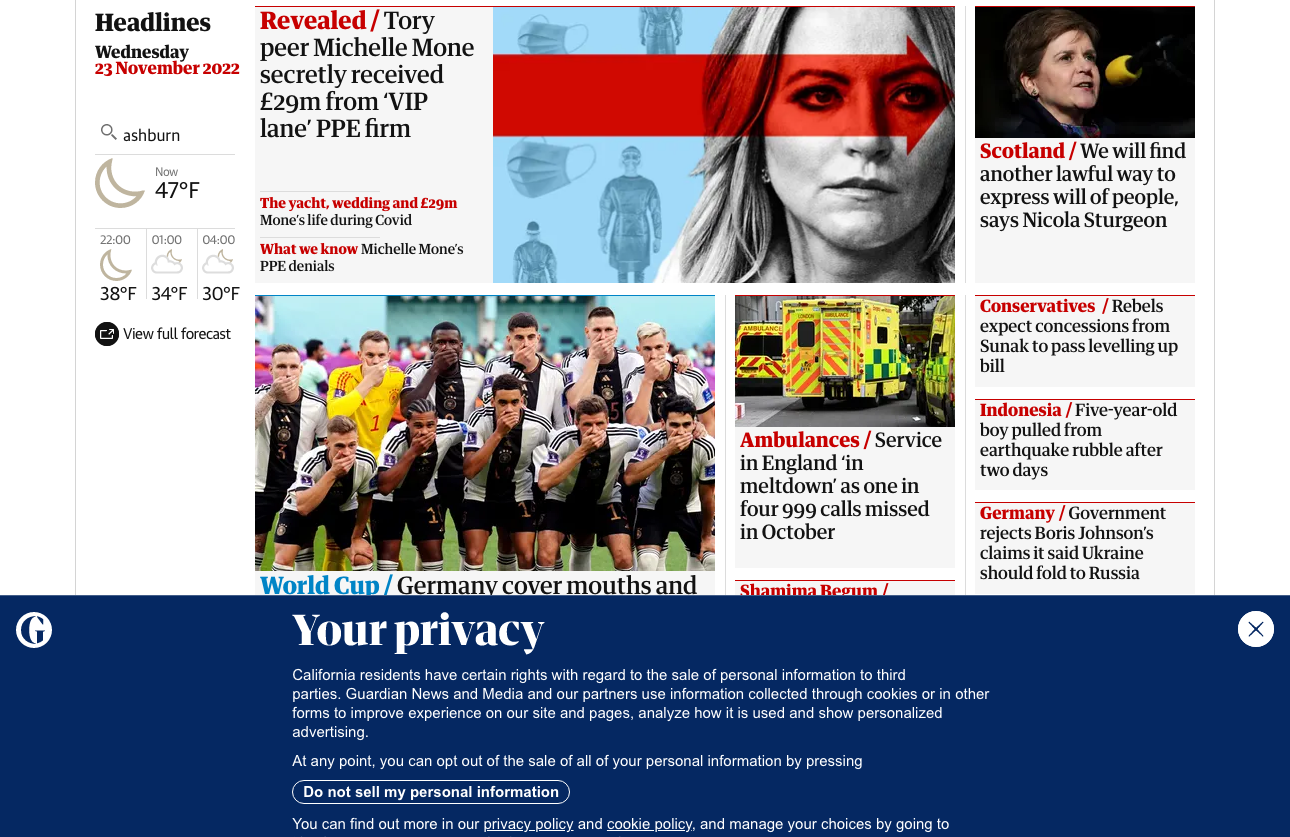 Headlines
Wednesday
23 November 2022
ashburn
Now
47°F
22:00
01:00
04:00
38°F
34°F
30°F
View full forecast
Revealed / Tory
peer Michelle Mone
secretly received
£29m from ‘VIP
lane’ PPE firm
The yacht, wedding and £29m
Mone’s life during Covid
What we know Michelle Mone’s
PPE denials
Scotland / We will find
another lawful way to
express will of people,
says Nicola Sturgeon
World Cup / Germany cover mouths and
AMBULANCE
LONDON
AMBULANCE
Ambulances / Service
in England ‘in
meltdown’ as one in
four 999 calls missed
in October
Shamima Begum /
Conservatives / Rebels
expect concessions from
Sunak to pass levelling up
bill
Indonesia / Five-year-old
boy pulled from
earthquake rubble after
two days
Germany / Government
rejects Boris Johnson’s
claims it said Ukraine
should fold to Russia
G
Your privacy
California residents have certain rights with regard to the sale of personal information to third
parties. Guardian News and Media and our partners use information collected through cookies or in other
forms to improve experience on our site and pages, analyze how it is used and show personalized
advertising.
At any point, you can opt out of the sale of all of your personal information by pressing
Do not sell my personal information
You can find out more in our privacy policy and cookie policy, and manage your choices by going to